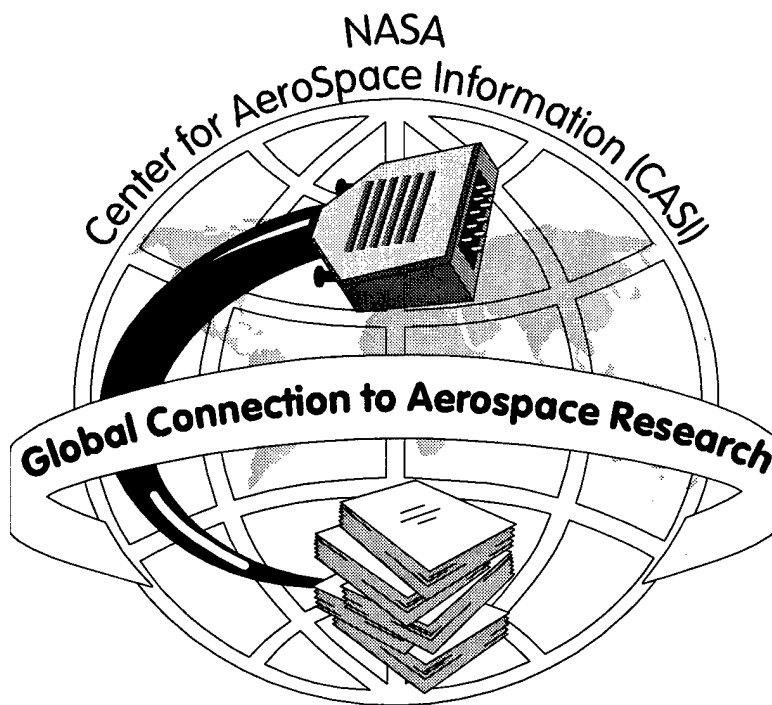 NASA
Center for AeroSpace Information (CASI)
Global Connection to Aerospace Research